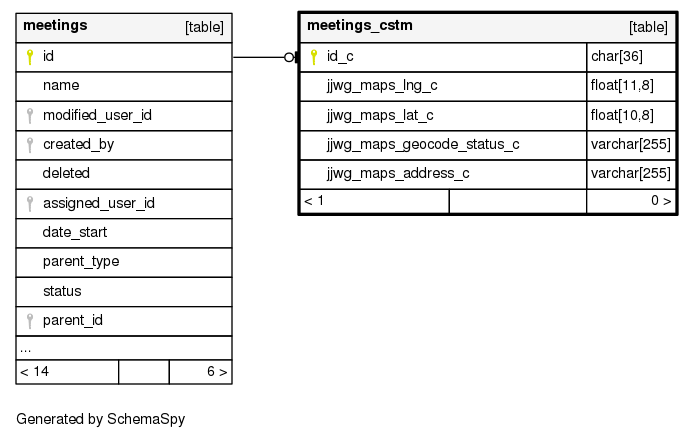 meetings [table]
id
name
modified_user_id
created_by
deleted
assigned_user_id
date_start
parent_type
status
parent_id
...
< 14 6 >
meetings_cstm [table]
id_c char[36]
jjwg_maps_lng_c float[11,8]
jjwg_maps_lat_c float[10,8]
jjwg_maps_geocode_status_c varchar[255]
jjwg_maps_address_c varchar[255]
< 1 0 >
Generated by SchemaSpy